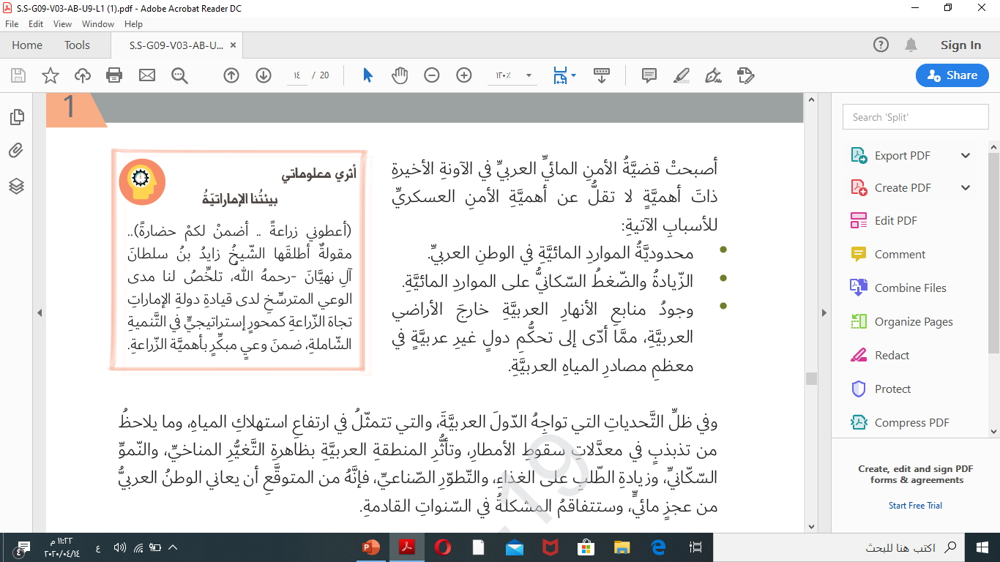 S.S-G09-V03-AB-U9-L1 (1).pdf - Adobe Acrobat Reader DC
File Edit View Window Help
Home Tools S.S-G09-V03-AB-U... × Sign In
١٤ / 20 ١٢٠٪ Share
1
أصبحتْ قضيَّةُ الأمنِ المائيِّ العربيِّ في الآونةِ الأخيرةِ
ذاتَ أهميَّةٍ لا تقلُّ عن أهميَّةِ الأمنِ العسكريِّ
للأسبابِ الآتيةِ:
• محدوديَّةُ المواردِ المائيَّةِ في الوطنِ العربيِّ.
• الزّيادةُ والضّغطُ السّكانيُّ على المواردِ المائيَّةِ.
• وجودُ منابعِ الأنهارِ العربيَّةِ خارجَ الأراضي
العربيَّةِ، ممَّا أدّى إلى تحكُّمِ دولٍ غيرِ عربيَّةٍ في
معظمِ مصادرِ المياهِ العربيَّةِ.
أثري معلوماتي
بيئتُنا الإماراتيّةُ
(أعطوني زراعةً .. أضمنْ لكمْ حضارةً)..
مقولةٌ أطلقَها الشّيخُ زايدُ بنُ سلطانَ
آلِ نهيَّانَ -رحمهُ اللهُ، تلخِّصُ لنا مدى
الوعي المترسِّخِ لدى قيادةِ دولةِ الإماراتِ
تجاهَ الزّراعةِ كمحورٍ إستراتيجيٍّ في التَّنميةِ
الشّاملةِ، ضمنَ وعيٍ مبكِّرٍ بأهميَّة الزّراعةِ.
وفي ظلِّ التَّحدياتِ التي تواجِهُ الدّولَ العربيَّةَ، والتي تتمثّلُ في ارتفاعِ استهلاكِ المياهِ، وما يلاحظُ
من تذبذبٍ في معدَّلاتِ سقوطِ الأمطارِ، وتأثُّرِ المنطقةِ العربيَّةِ بظاهرةِ التَّغيُّرِ المناخيِّ، والنّموِّ
السّكّانيِّ، وزيادةِ الطّلبِ على الغذاءِ، والتّطوّرِ الصّناعيِّ، فإنَّهُ من المتوقَّعِ أن يعاني الوطنُ العربيُّ
من عجزٍ مائيٍّ، وستتفاقمُ المشكلةُ في السّنواتِ القادمةِ.
-19
Search 'Split'
Export PDF
Create PDF
Edit PDF
Comment
Combine Files
Organize Pages
Redact
Protect
Compress PDF
Create, edit and sign PDF
forms & agreements
Start Free Trial
١١:٢٢ م
٢٠٢٠/٠٤/١٤
ع
٤
اكتب هنا للبحث